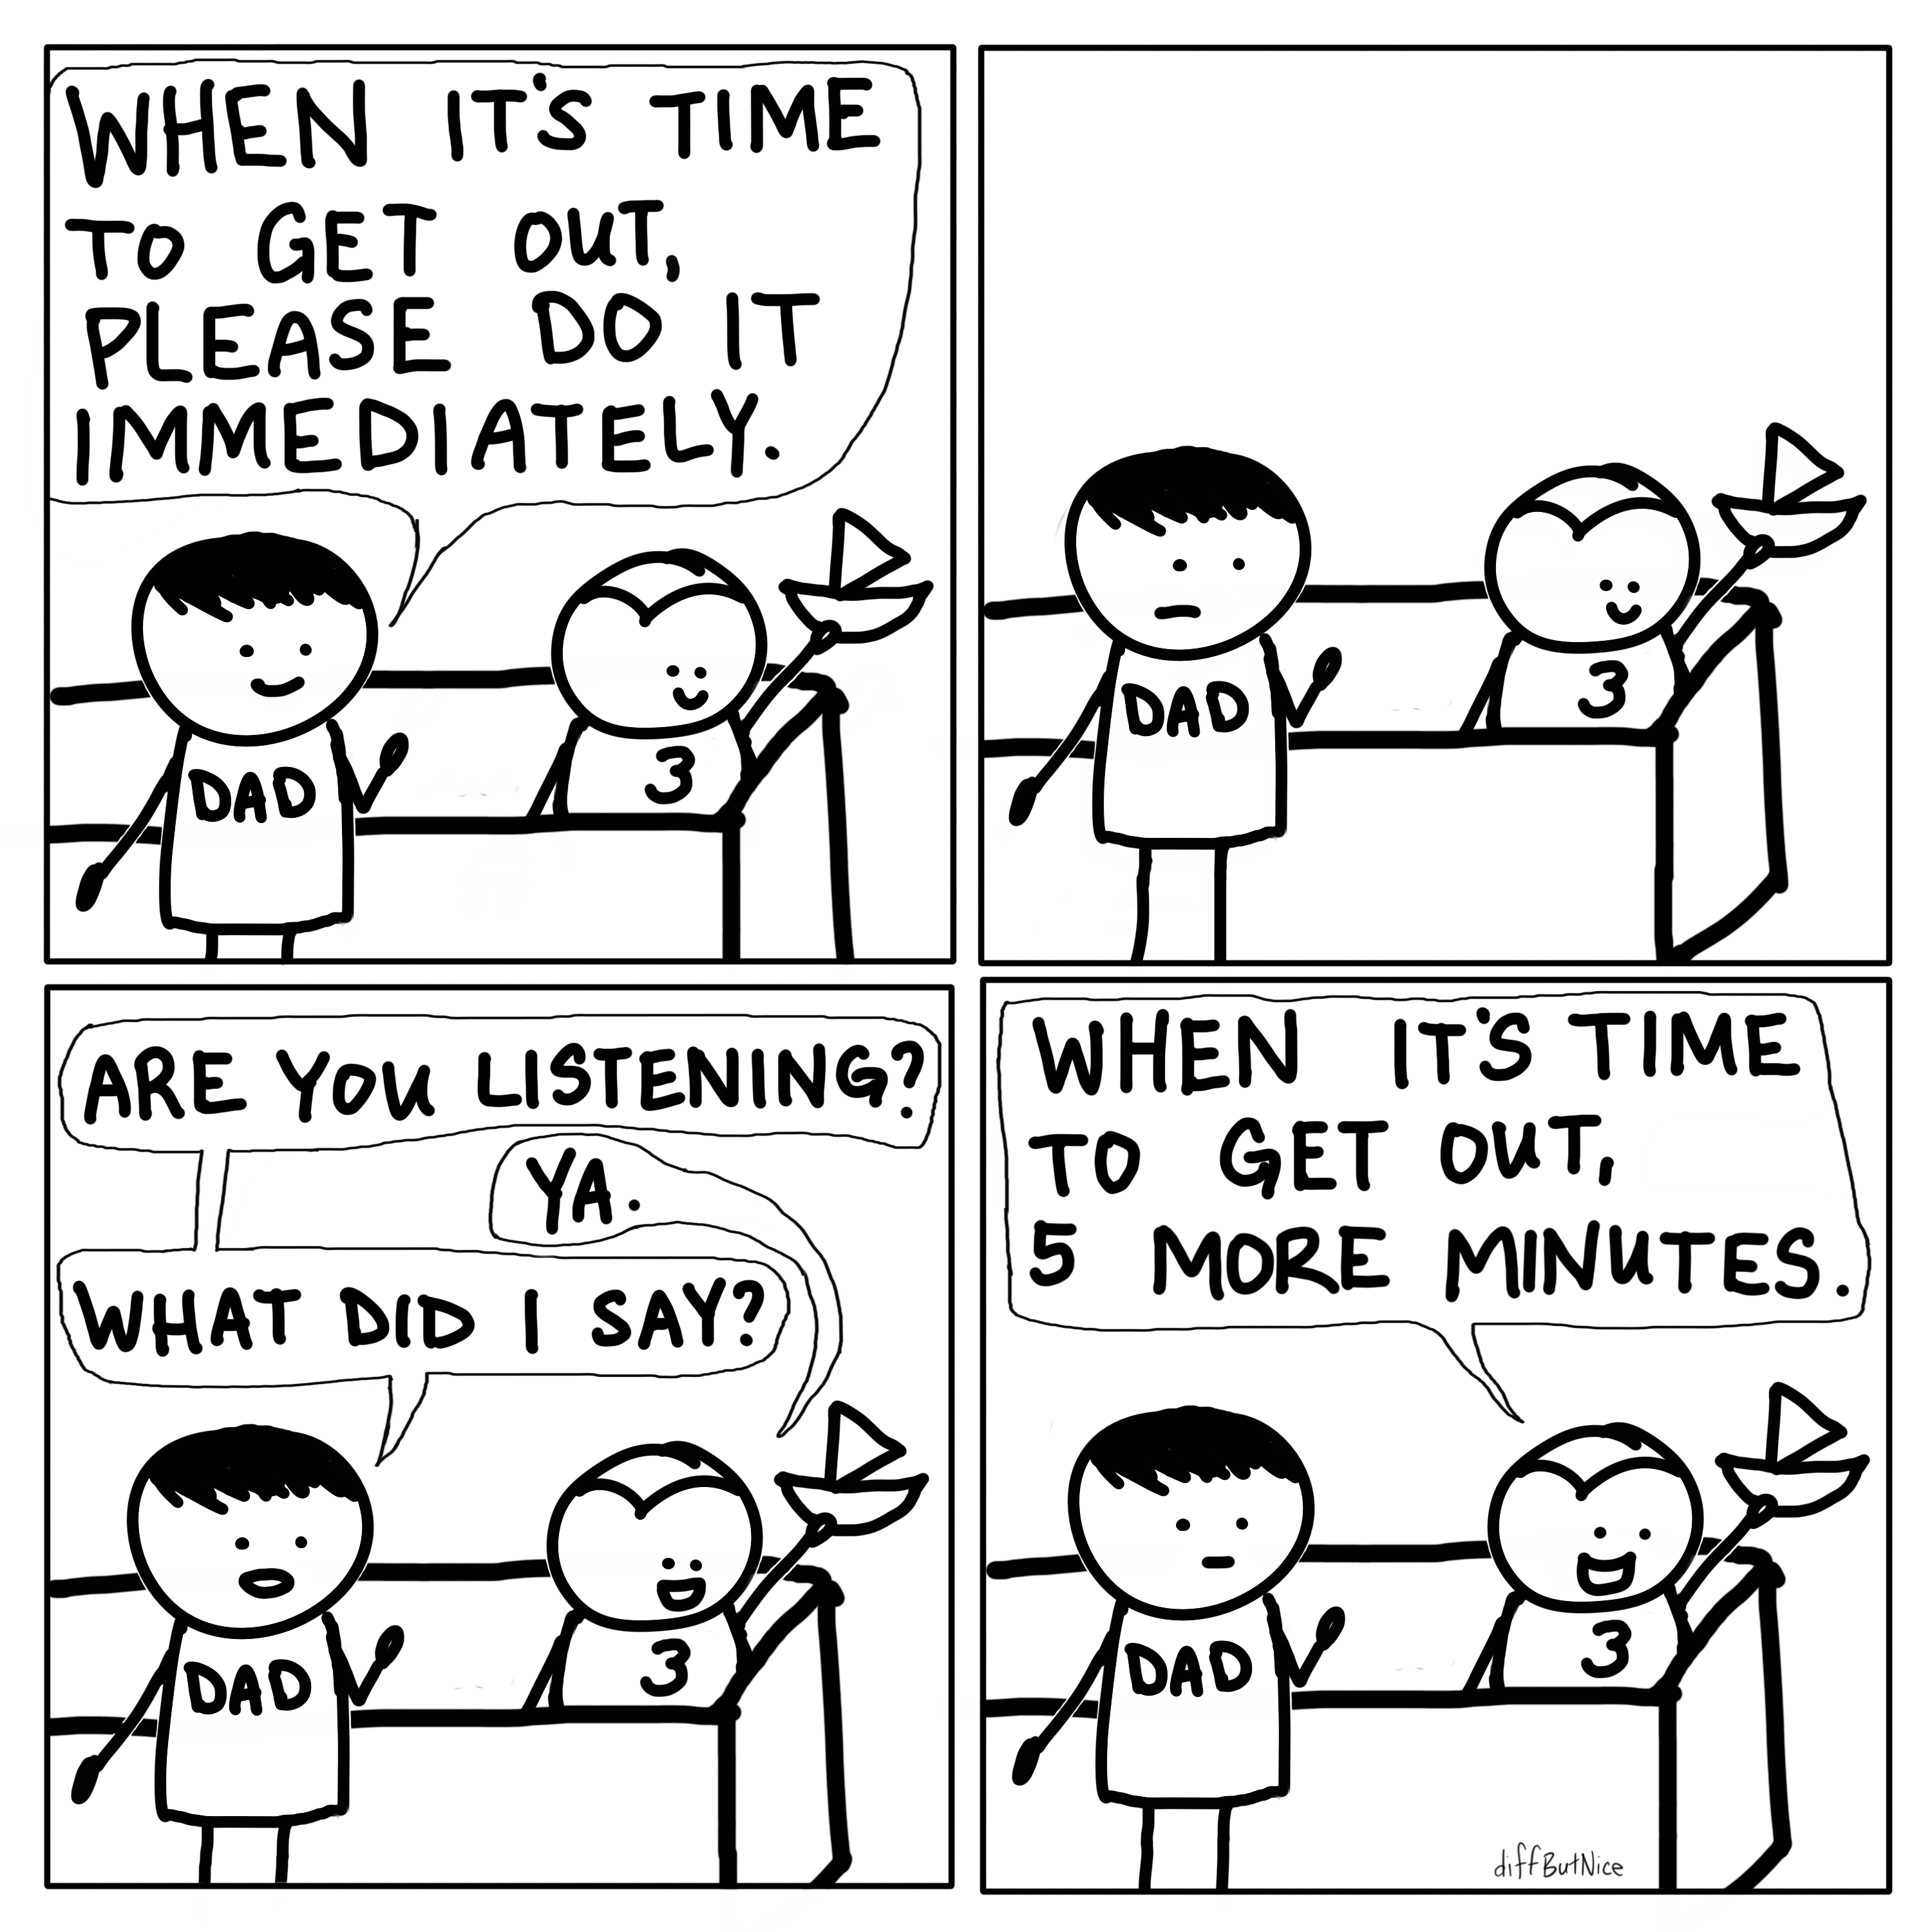 WHEN IT'S TIME
TO GET OUT,
PLEASE DO IT
IMMEDIATELY.
DAD
3
DAD
3
ARE YOU LISTENING?
YA.
WHAT DID I SAY?
DAD
3
WHEN IT'S TIME
TO GET OUT,
5 MORE MINUTES.
DAD
3
diffButNice